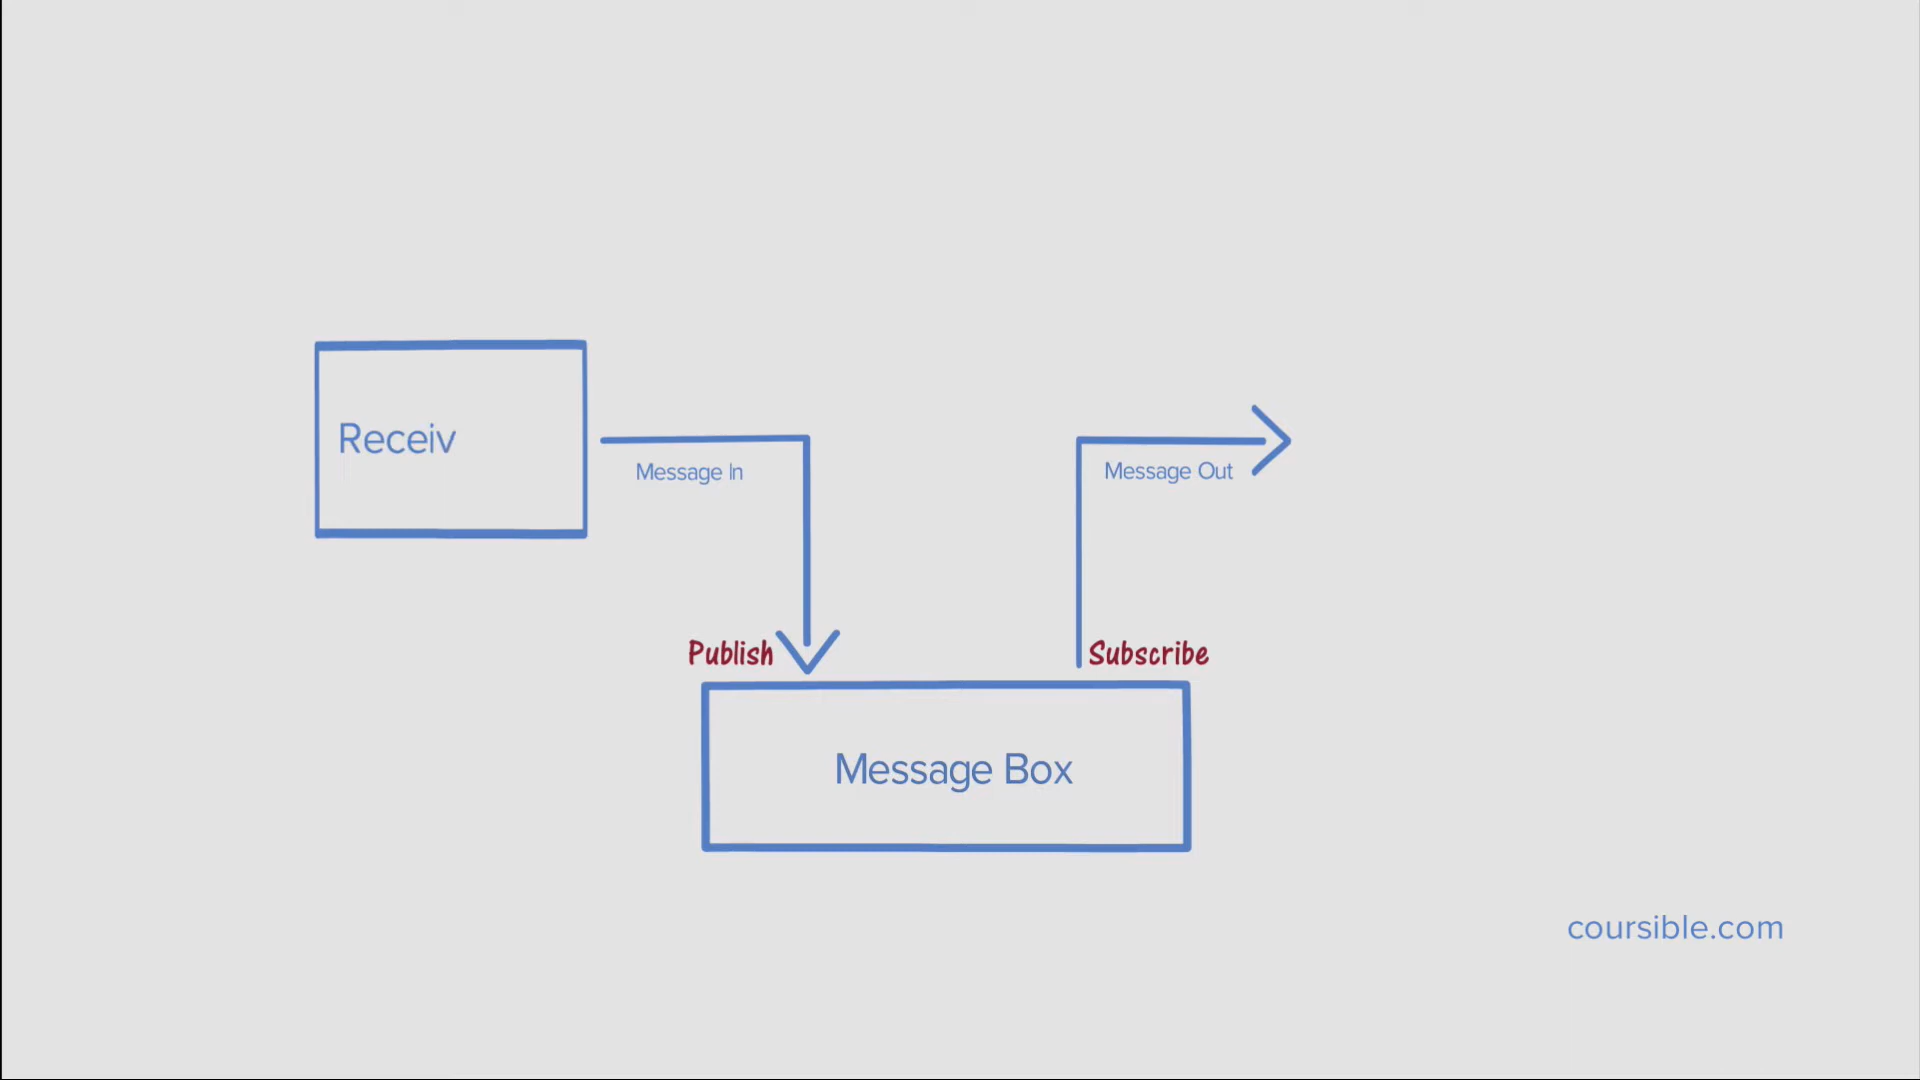 Receiv
Message In
Message Out
Publish
Subscribe
Message Box
coursible.com